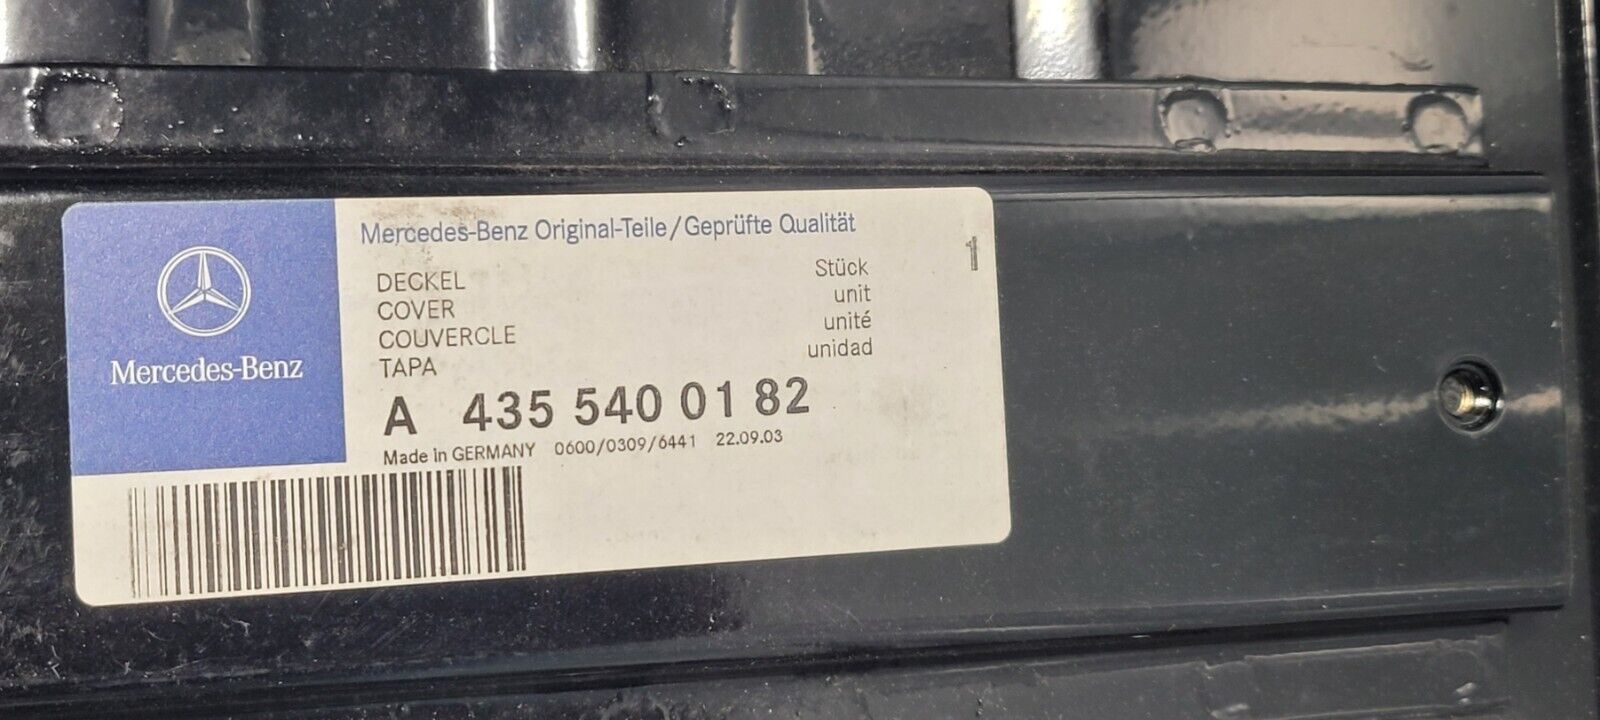 Mercedes-Benz
Mercedes-Benz Original-Teile/Geprüfte Qualität
1
DECKEL Stück
COVER unit
COUVERCLE unité
TAPA unidad
A 435 540 01 82
Made in GERMANY 0600/0309/6441 22.09.03